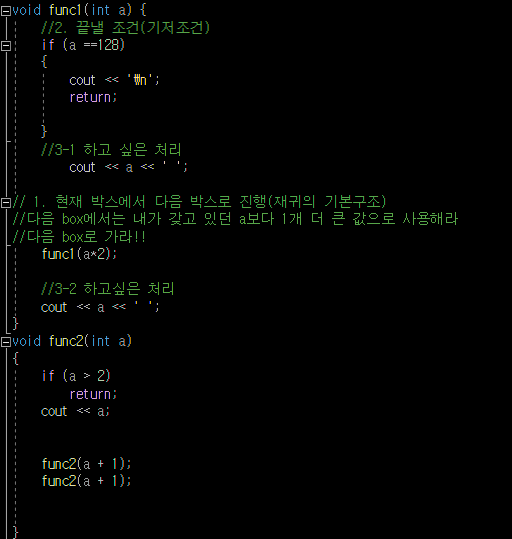 void func1(int a) {
//2. 끝낼 조건(기저조건)
if (a ==128)
{
cout << '₩n';
return;
}
//3-1 하고 싶은 처리
cout << a << ' ';
// 1. 현재 박스에서 다음 박스로 진행(재귀의 기본구조)
//다음 box에서는 내가 갖고 있던 a보다 1개 더 큰 값으로 사용해라
//다음 box로 가라!!
func1(a*2);
//3-2 하고싶은 처리
cout << a << ' ';
}
void func2(int a)
{
if (a > 2)
return;
cout << a;
func2(a + 1);
func2(a + 1);
}